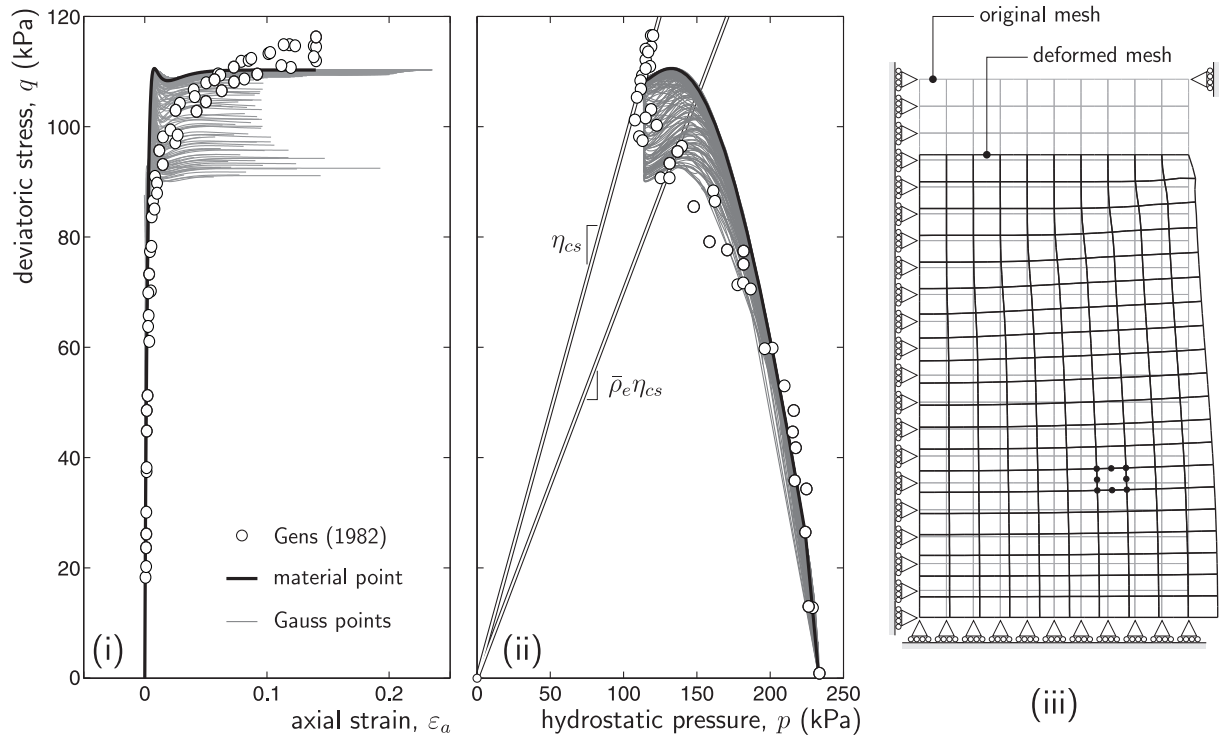 deviatoric stress, q (kPa)
120
100
80
60
40
20
0
0
0.1
0.2
axial strain, εa
Gens (1982)
material point
Gauss points
(i)
ηcs
ρ̄eηcs
(ii)
0
50
100
150
200
250
hydrostatic pressure, p (kPa)
original mesh
deformed mesh
(iii)